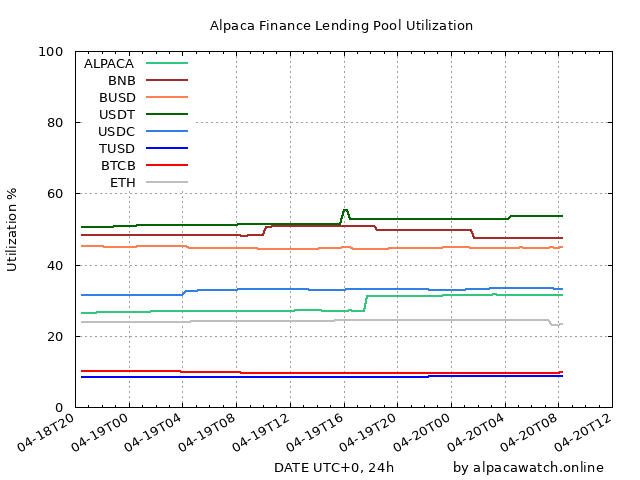 Alpaca Finance Lending Pool Utilization
100
80
60
40
20
0
Utilization %
ALPACA
BNB
BUSD
USDT
USDC
TUSD
BTCB
ETH
04-18T20
04-19T00
04-19T04
04-19T08
04-19T12
04-19T16
04-19T20
04-20T00
04-20T04
04-20T08
04-20T12
DATE UTC+0, 24h
by alpacawatch.online